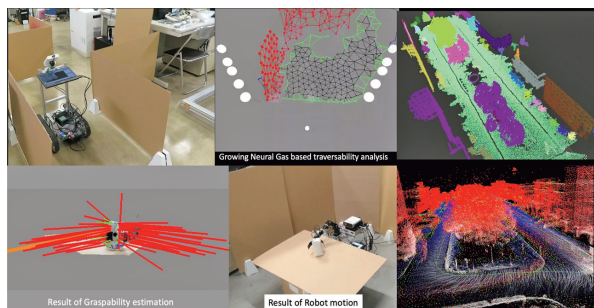 Growing Neural Gas based traversability analysis
Result of Graspability estimation
Result of Robot motion